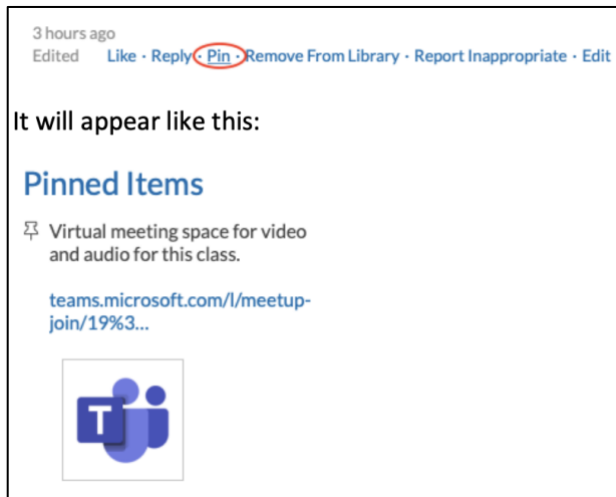 3 hours ago
Edited Like · Reply · Pin · Remove From Library · Report Inappropriate · Edit
It will appear like this:
Pinned Items
Virtual meeting space for video
and audio for this class.
teams.microsoft.com/l/meetup-
join/19%3...
T